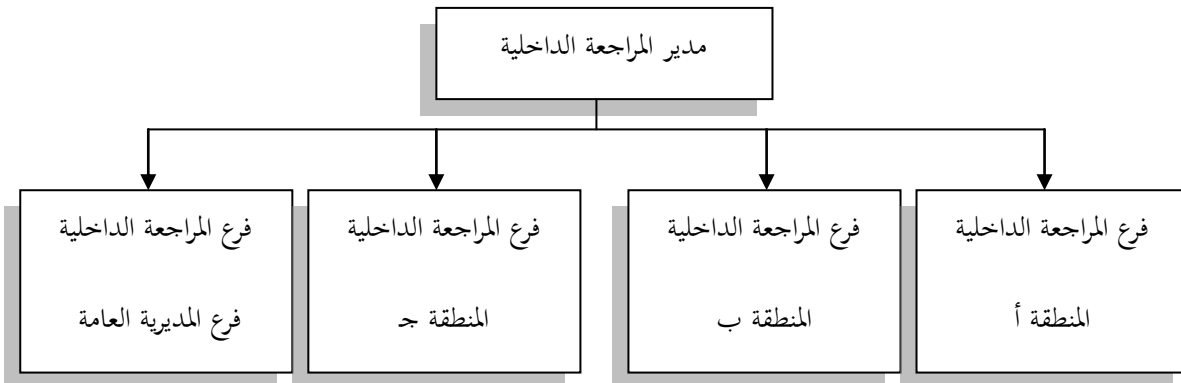 مدير المراجعة الداخلية
فرع المراجعة الداخلية
المنطقة أ
فرع المراجعة الداخلية
المنطقة ب
فرع المراجعة الداخلية
المنطقة جـ
فرع المراجعة الداخلية
فرع المديرية العامة